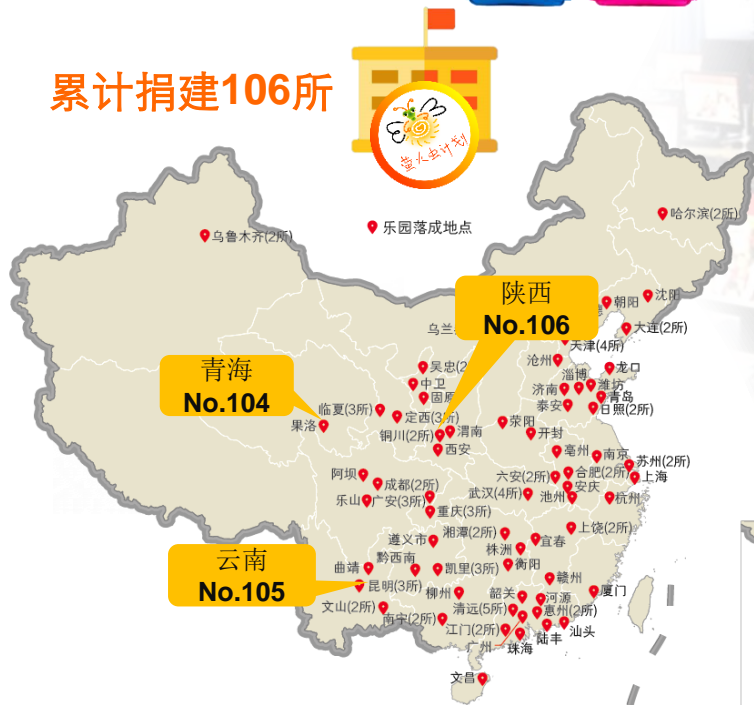 累计捐建106所
萤火虫计划
乐园落成地点
哈尔滨(2所)
乌鲁木齐(2所)
陕西
No.106
朝阳
沈阳
大连(2所)
天津(4所)
沧州
龙口
淄博
潍坊
济南
青岛
泰安
日照(2所)
吴忠(2
中卫
固原
青海
No.104
临夏(3所)
定西(3所)
果洛
铜川(2所)
渭南
西安
荥阳
开封
亳州
南京
苏州(2所)
上海
阿坝
成都(2所)
乐山
广安(3所)
重庆(3所)
六安(2所)
合肥(2所)
安庆
武汉(4所)
池州
杭州
上饶(2所)
湘潭(2所)
宜春
株洲
衡阳
遵义市
黔西南
云南
No.105
曲靖
凯里(3所)
昆明(3所)
柳州
赣州
韶关
河源
厦门
文山(2所)
南宁(2所)
清远(5所)
惠州(2所)
江门(2所)
广州
珠海
陆丰
汕头
文昌